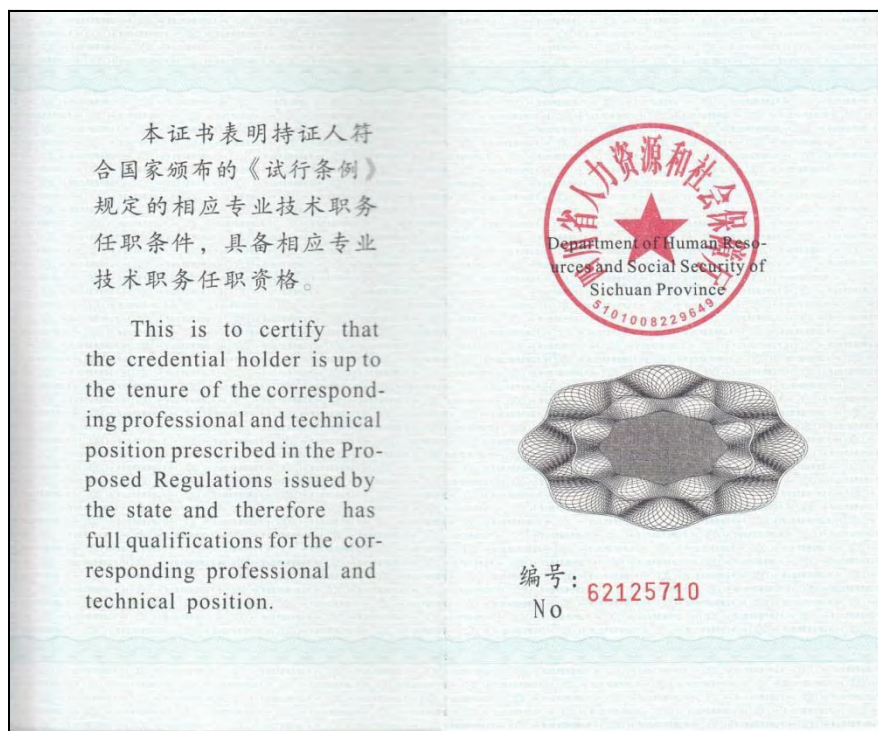 本证书表明持证人符
合国家颁布的《试行条例》
规定的相应专业技术职务
任职条件，具备相应专业
技术职务任职资格。
This is to certify that
the credential holder is up to
the tenure of the correspond-
ing professional and technical
position prescribed in the Pro-
posed Regulations issued by
the state and therefore has
full qualifications for the cor-
responding professional and
technical position.
四川省人力资源和社会保障厅
Department of Human Reso-
urces and Social Security of
Sichuan Province
5101008229649
编号：62125710
No